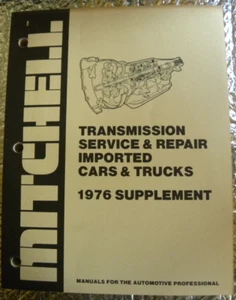 MITCHELL
TRANSMISSION
SERVICE & REPAIR
IMPORTED
CARS & TRUCKS
1976 SUPPLEMENT
MANUALS FOR THE AUTOMOTIVE PROFESSIONAL